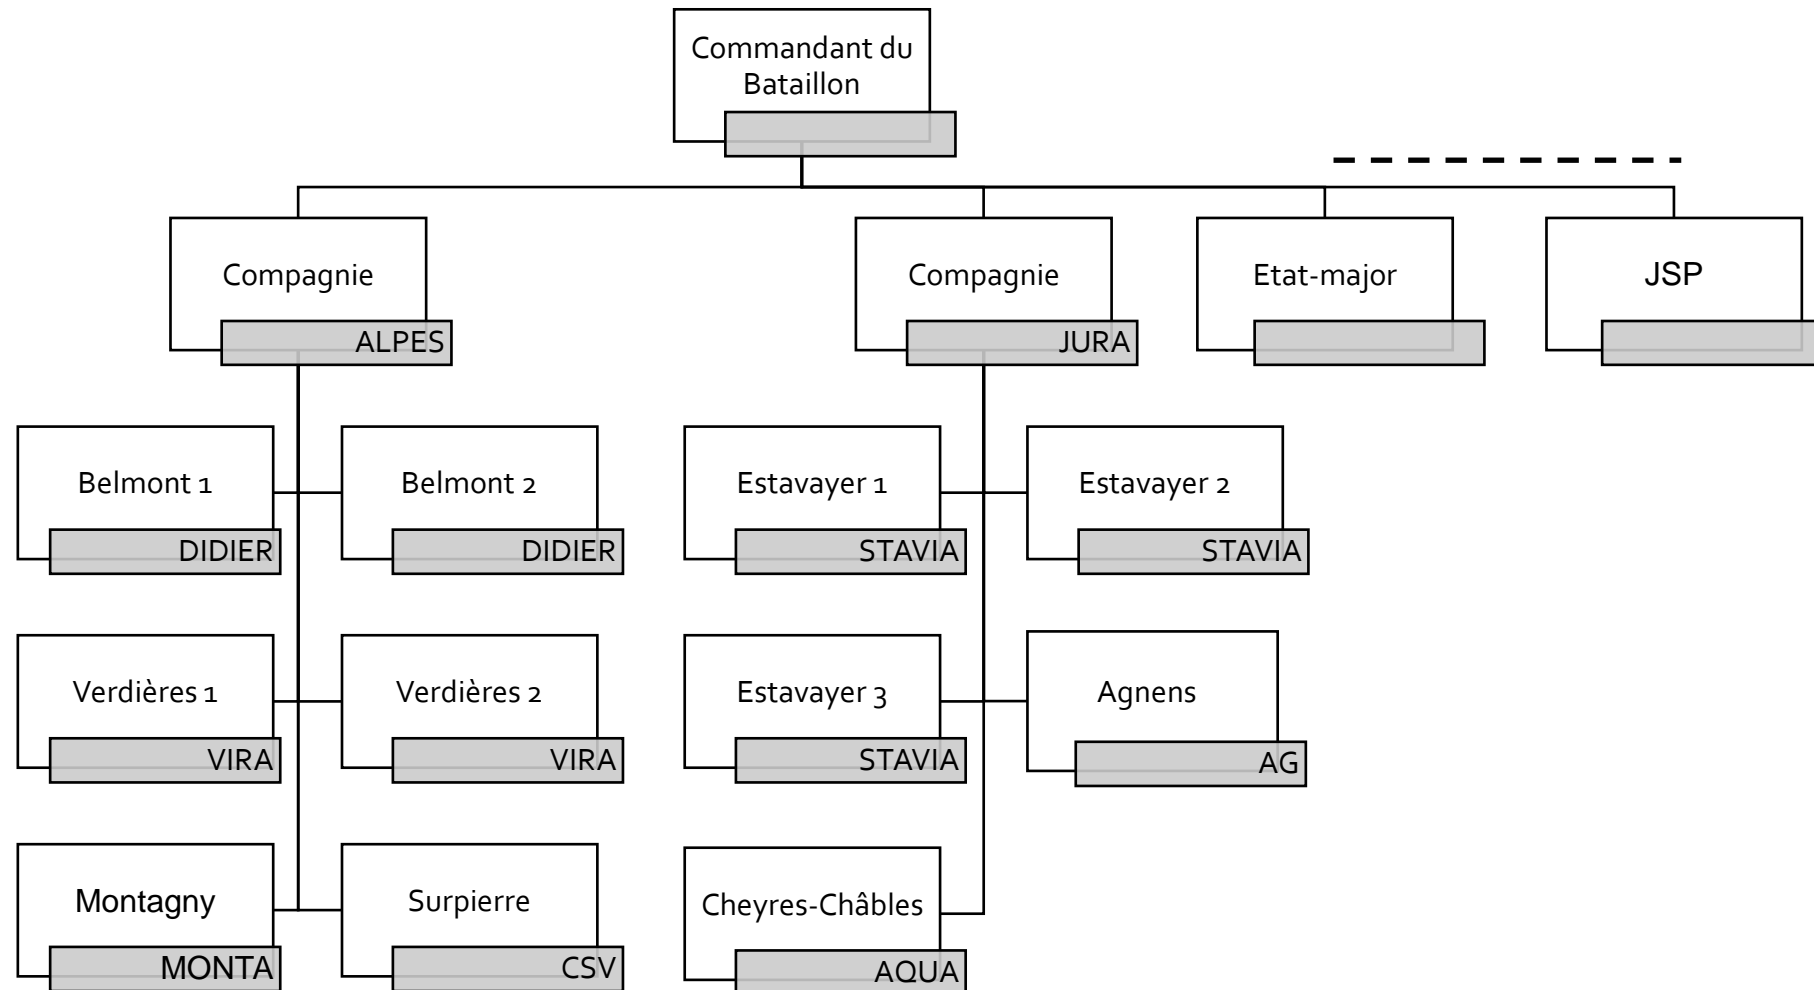 Commandant du
Bataillon
Compagnie
ALPES
Compagnie
JURA
Etat-major
JSP
Belmont 1
DIDIER
Belmont 2
DIDIER
Estavayer 1
STAVIA
Estavayer 2
STAVIA
Verdières 1
VIRA
Verdières 2
VIRA
Estavayer 3
STAVIA
Agnens
AG
Montagny
MONTA
Surpierre
CSV
Cheyres-Châbles
AQUA